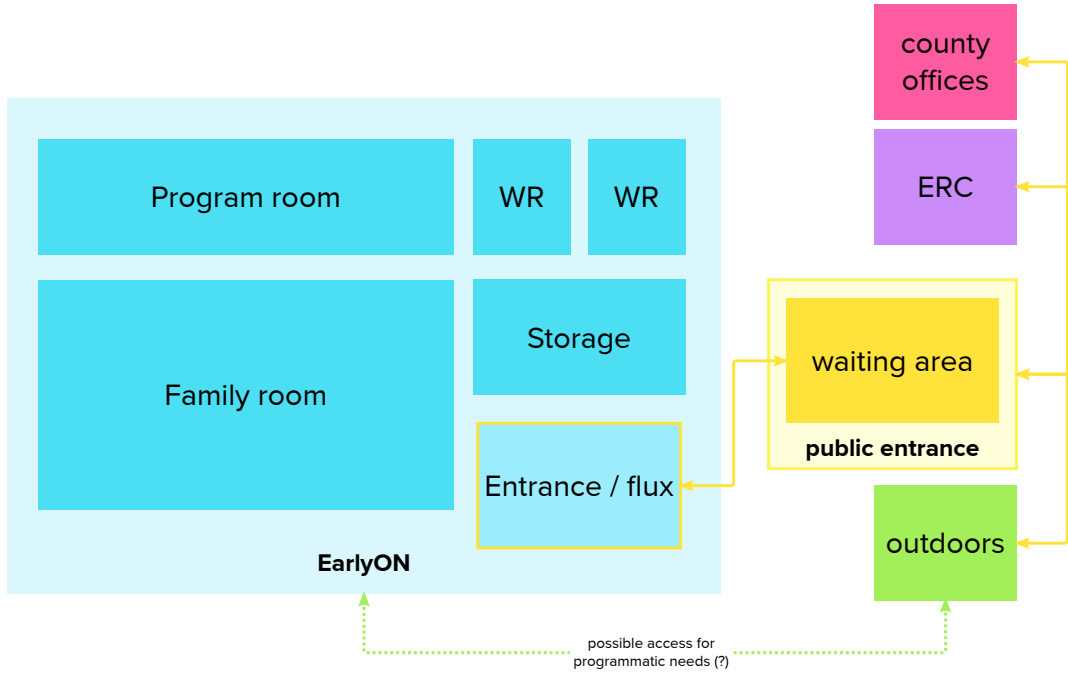 county
offices
ERC
Program room
WR
WR
Storage
Family room
waiting area
public entrance
Entrance / flux
outdoors
EarlyON
possible access for
programmatic needs (?)